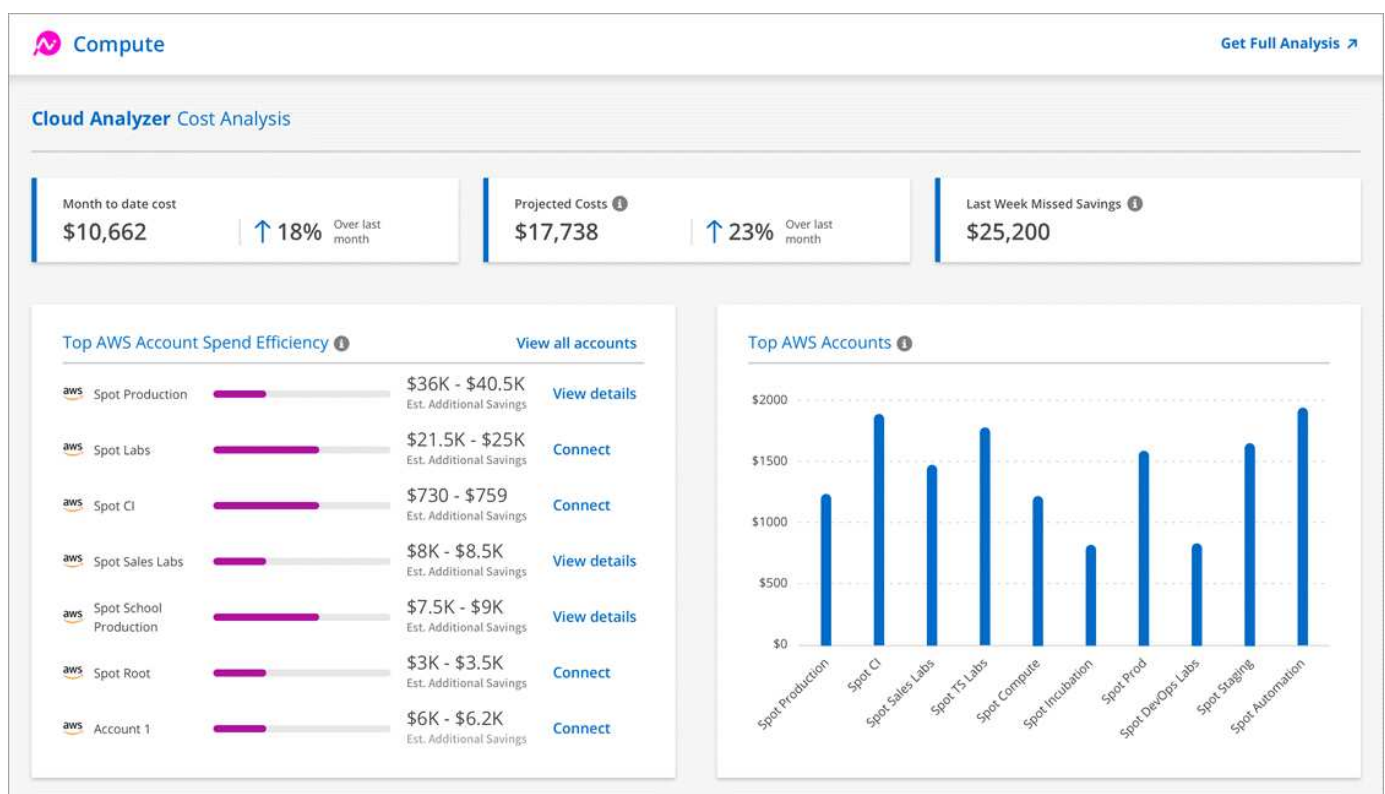 Compute
Get Full Analysis
Cloud Analyzer Cost Analysis
Month to date cost
$10,662
18%
Over last
month
Projected Costs
$17,738
23%
Over last
month
Last Week Missed Savings
$25,200
Top AWS Account Spend Efficiency
View all accounts
aws Spot Production
$36K - $40.5K
Est. Additional Savings
View details
aws Spot Labs
$21.5K - $25K
Est. Additional Savings
Connect
aws Spot CI
$730 - $759
Est. Additional Savings
Connect
aws Spot Sales Labs
$8K - $8.5K
Est. Additional Savings
View details
aws Spot School
Production
$7.5K - $9K
Est. Additional Savings
View details
aws Spot Root
$3K - $3.5K
Est. Additional Savings
Connect
aws Account 1
$6K - $6.2K
Est. Additional Savings
Connect
Top AWS Accounts
$2000
$1500
$1000
$500
$0
Spot Production
Spot CI
Spot Sales Labs
Spot TS Labs
Spot Compute
Spot Incubation
Spot Prod
Spot DevOps Labs
Spot Staging
Spot Automation